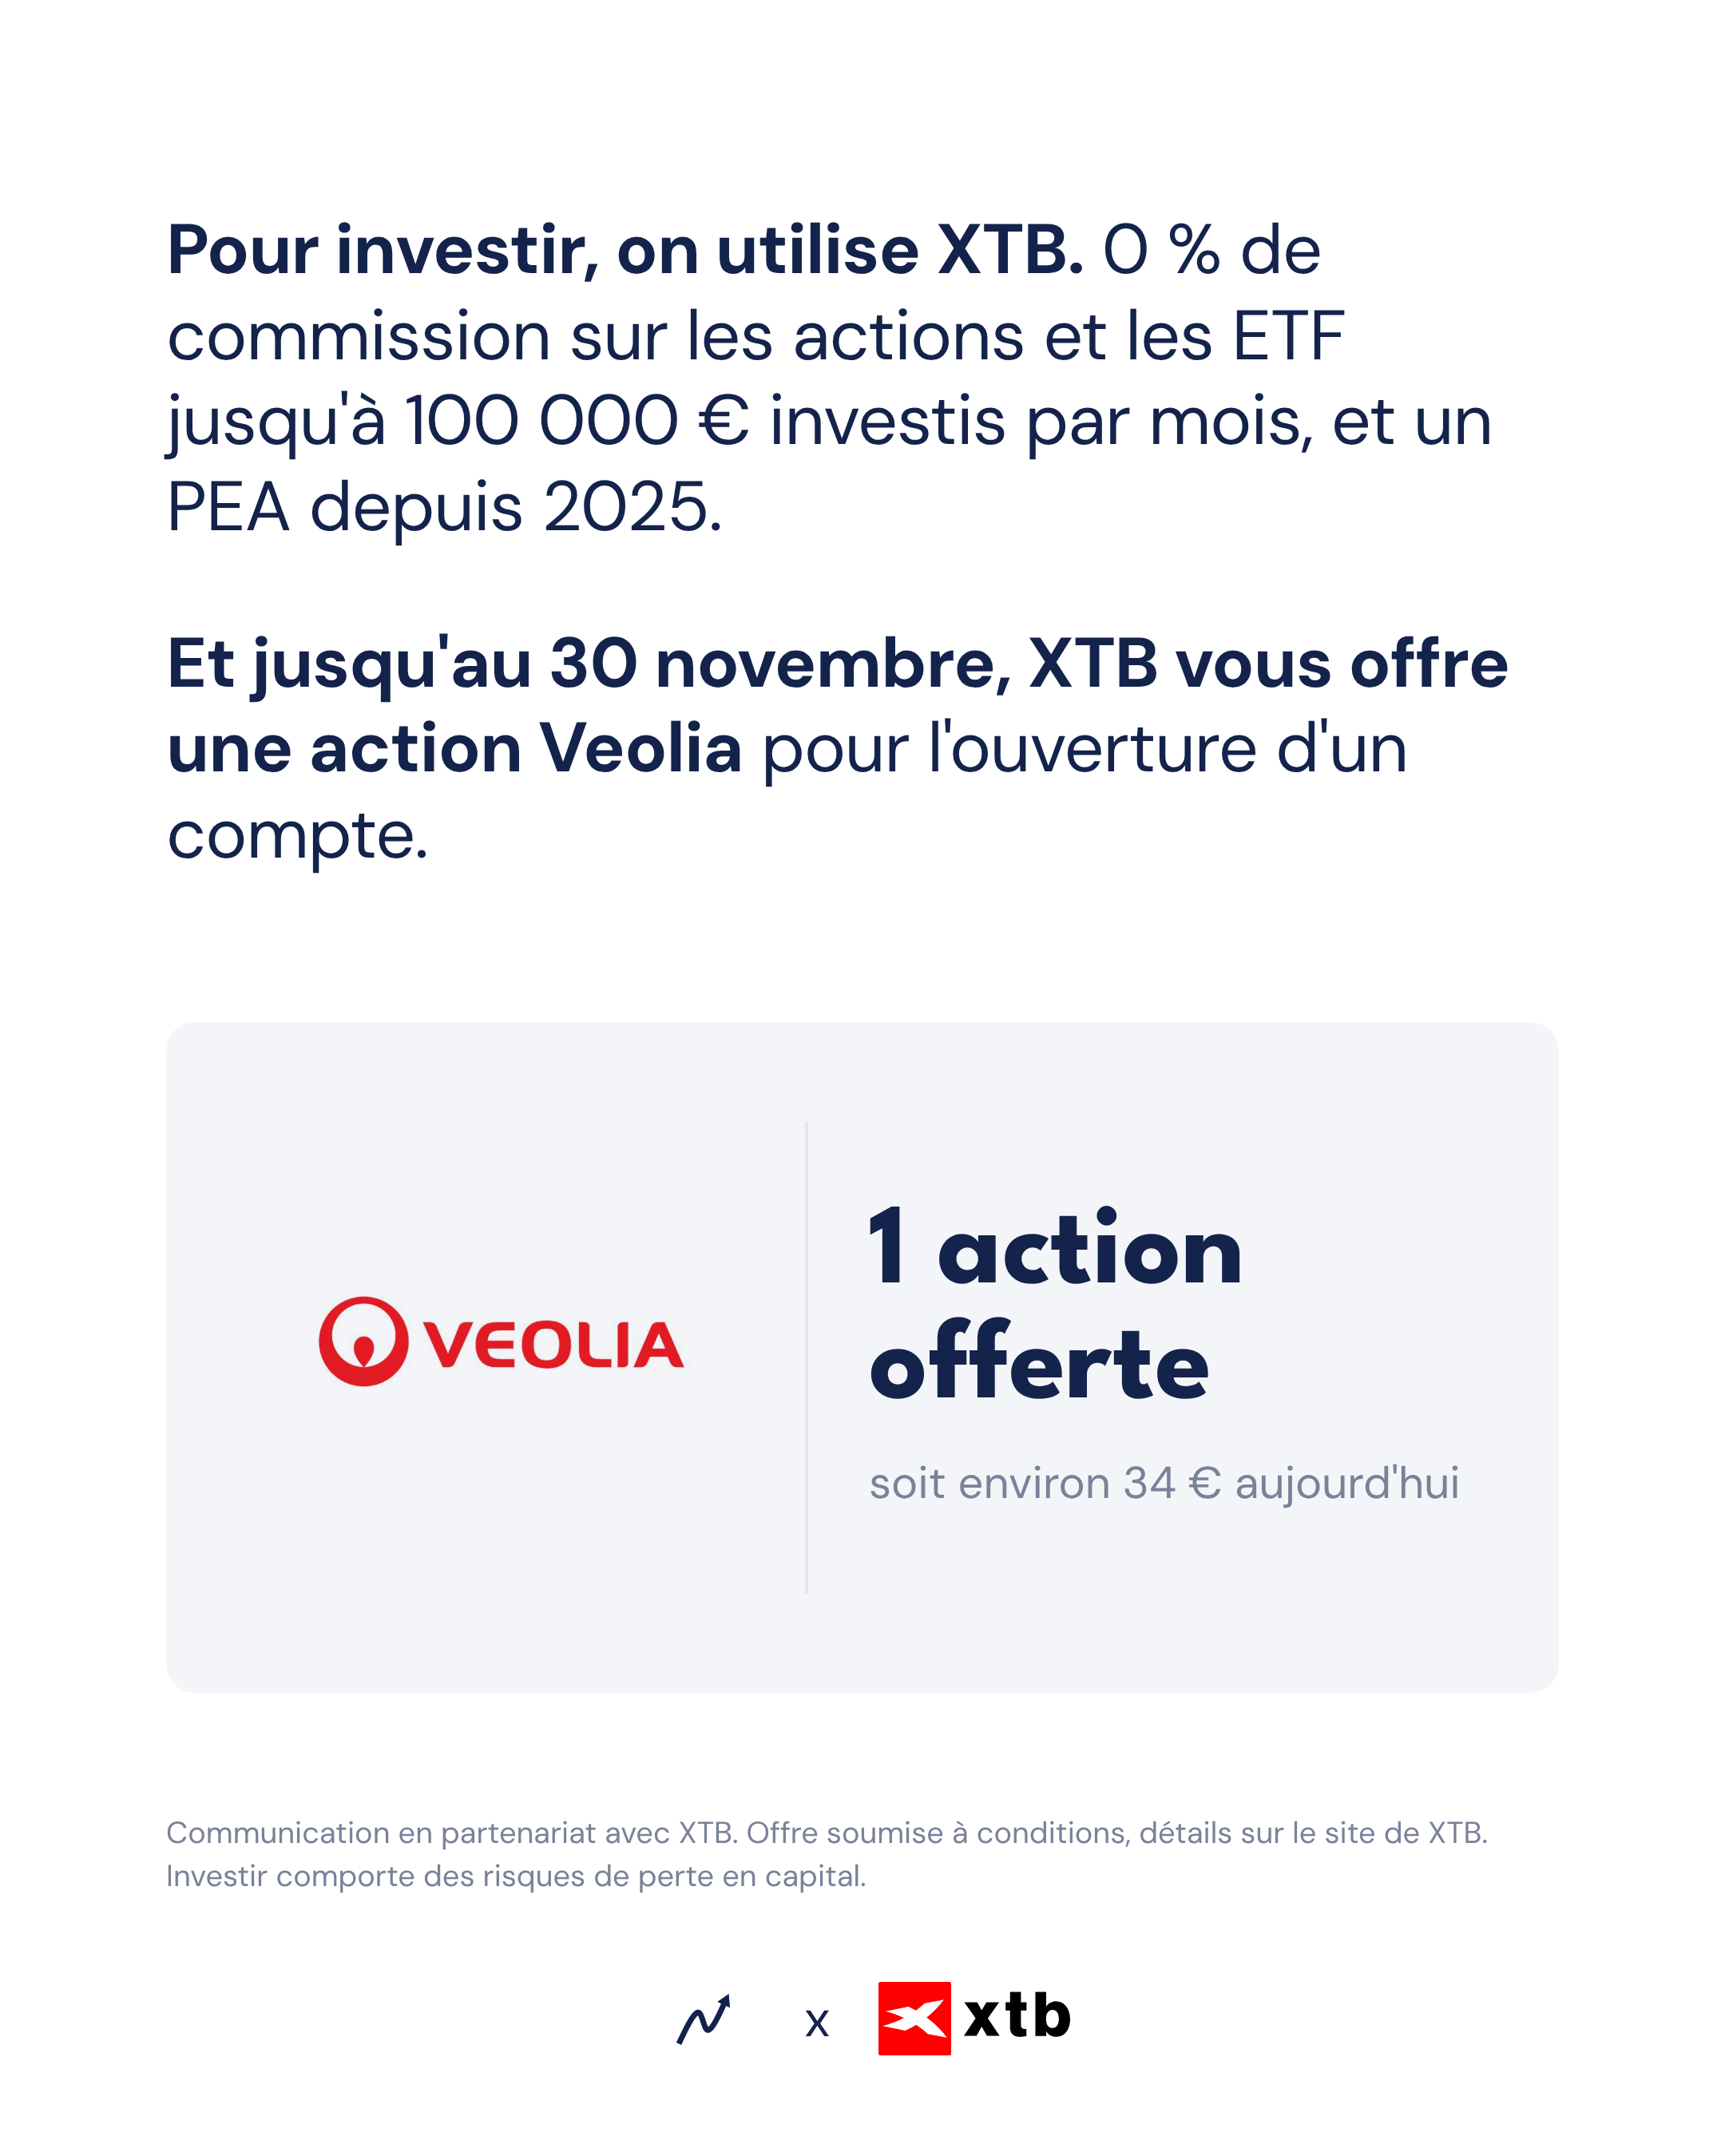 Pour investir, on utilise XTB. 0 % de
commission sur les actions et les ETF
jusqu'à 100 000 € investis par mois, et un
PEA depuis 2025.
Et jusqu'au 30 novembre, XTB vous offre
une action Veolia pour l'ouverture d'un
compte.
VEOLIA
1 action
offerte
soit environ 34 € aujourd'hui
Communication en partenariat avec XTB. Offre soumise à conditions, détails sur le site de XTB.
Investir comporte des risques de perte en capital.
x xtb